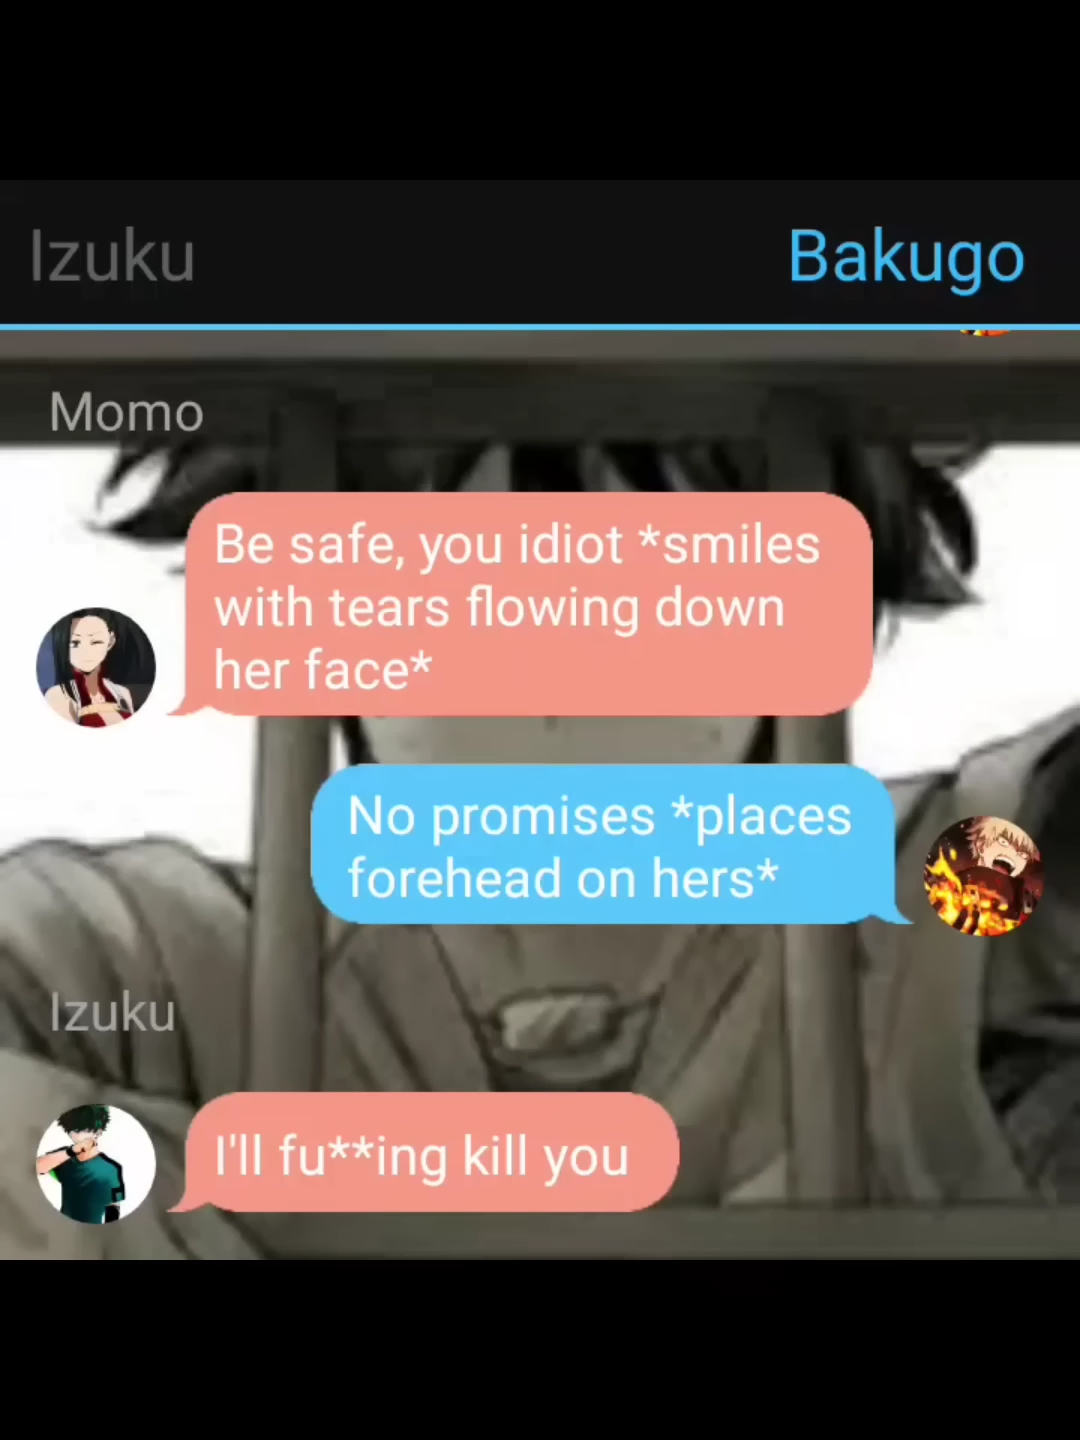 Izuku
Bakugo
Momo
Be safe, you idiot *smiles
with tears flowing down
her face*
No promises *places
forehead on hers*
Izuku
I'll fu**ing kill you